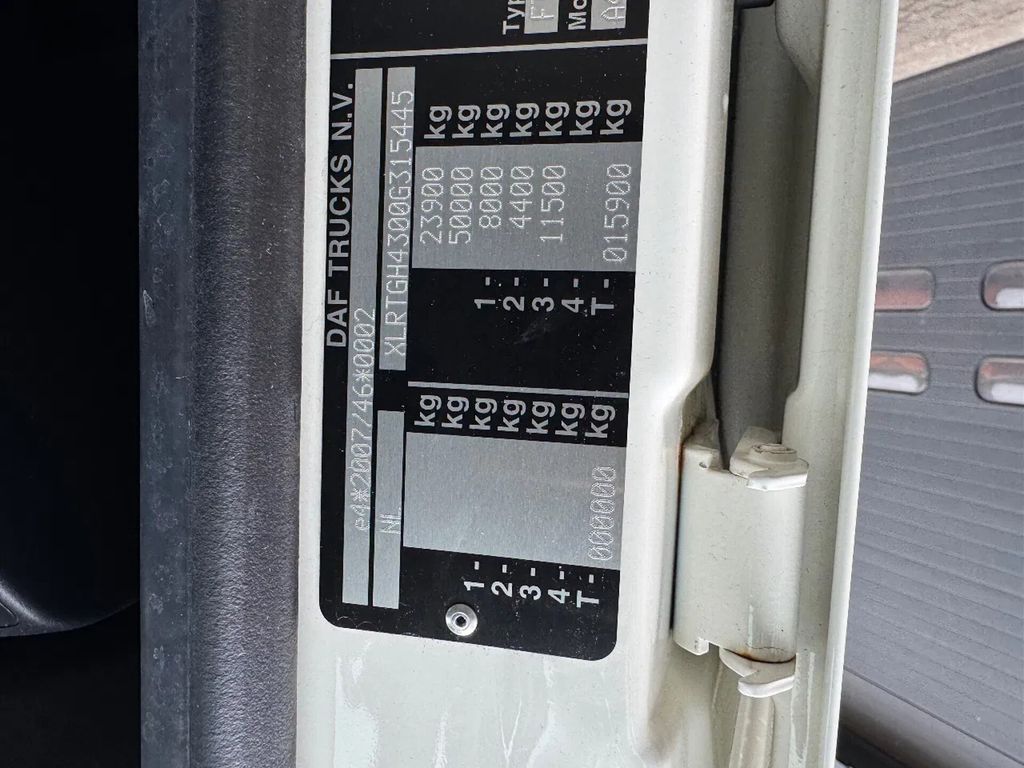 DAF TRUCKS N.V.
e4*2007/46*0002
NL XLRTGH4300G315445
kg 23900 kg
kg 50000 kg
1- kg 1- 8000 kg
2- kg 2- 4400 kg
3- kg 3- 11500 kg
4- kg 4- kg
T- 000000 kg T- 015900 kg